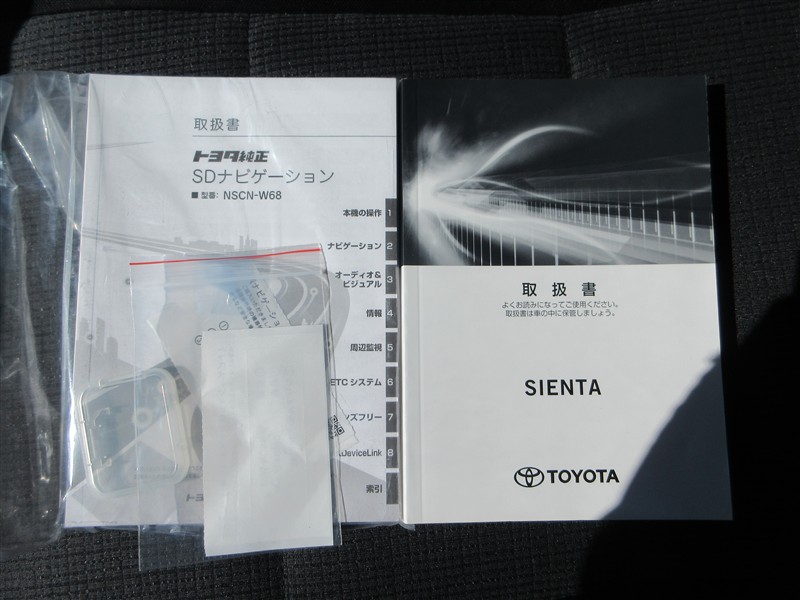 取扱書
トヨタ純正
SDナビゲーション
■ 型番: NSCN-W68
本機の操作 1
ナビゲーション 2
オーディオ&
ビジュアル 3
情報 4
周辺監視 5
ETC システム 6
ズフリー 7
DeviceLink 8
索引
取扱書
よくお読みになってご使用ください。
取扱書は車の中に保管しましょう。
SIENTA
TOYOTA